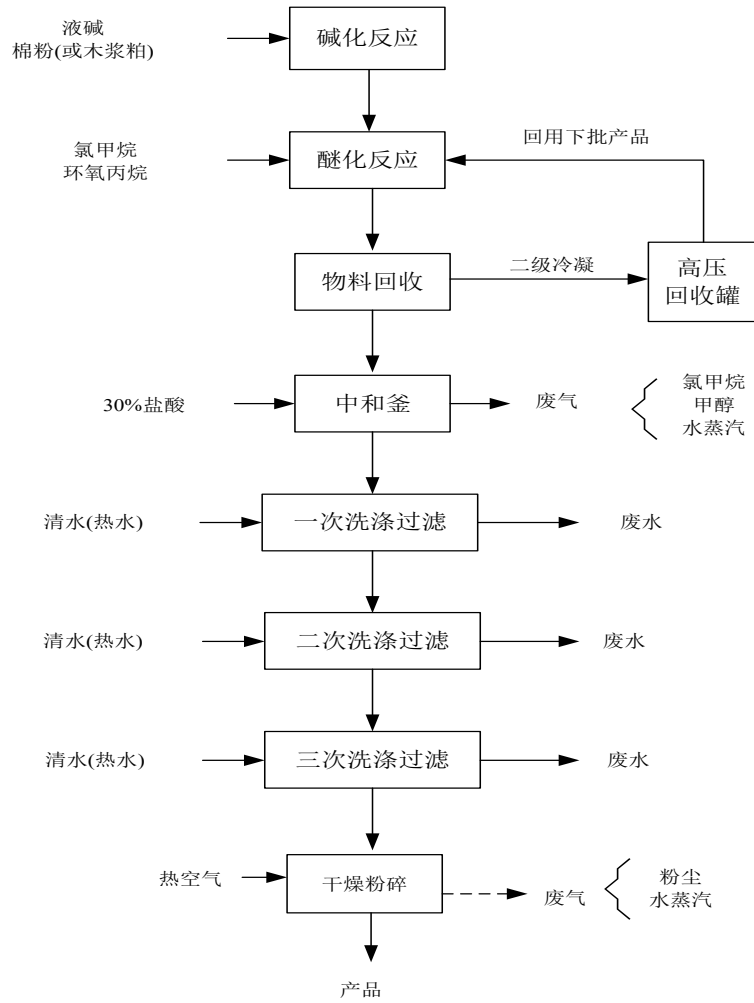 液碱
棉粉(或木浆粕)
碱化反应
氯甲烷
环氧丙烷
醚化反应
回用下批产品
物料回收
二级冷凝
高压
回收罐
30%盐酸
中和釜
废气
氯甲烷
甲醇
水蒸汽
清水(热水)
一次洗涤过滤
废水
清水(热水)
二次洗涤过滤
废水
清水(热水)
三次洗涤过滤
废水
热空气
干燥粉碎
废气
粉尘
水蒸汽
产品